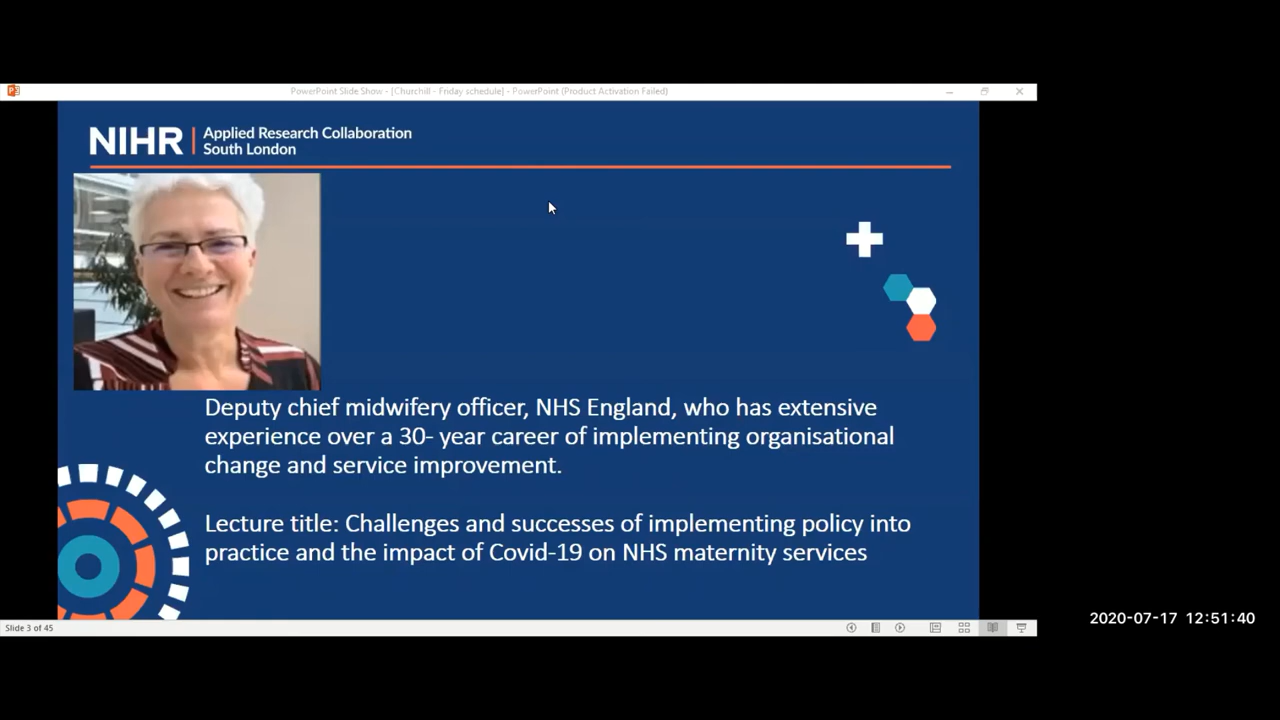 PowerPoint Slide Show - [Churchill - Friday schedule] - PowerPoint (Product Activation Failed)
NIHR | Applied Research Collaboration
South London
Deputy chief midwifery officer, NHS England, who has extensive
experience over a 30- year career of implementing organisational
change and service improvement.
Lecture title: Challenges and successes of implementing policy into
practice and the impact of Covid-19 on NHS maternity services
Slide 3 of 45
2020-07-17 12:51:40